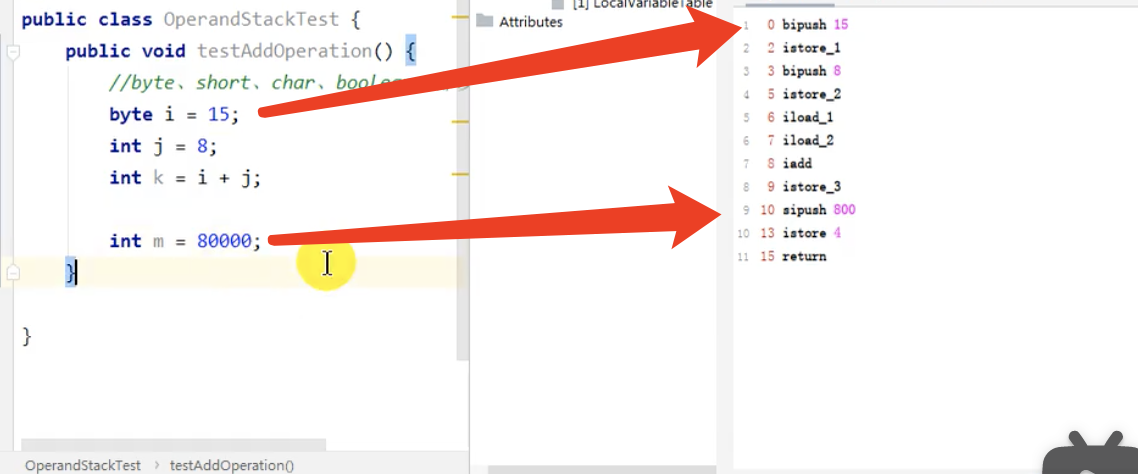 public class OperandStackTest {
public void testAddOperation() {
//byte、short、char、boolean
byte i = 15;
int j = 8;
int k = i + j;
int m = 80000;
}
}
OperandStackTest › testAddOperation()
[1] LocalVariableTable
Attributes
1 0 bipush 15
2 2 istore_1
3 3 bipush 8
4 5 istore_2
5 6 iload_1
6 7 iload_2
7 8 iadd
8 9 istore_3
9 10 sipush 800
10 13 istore 4
11 15 return